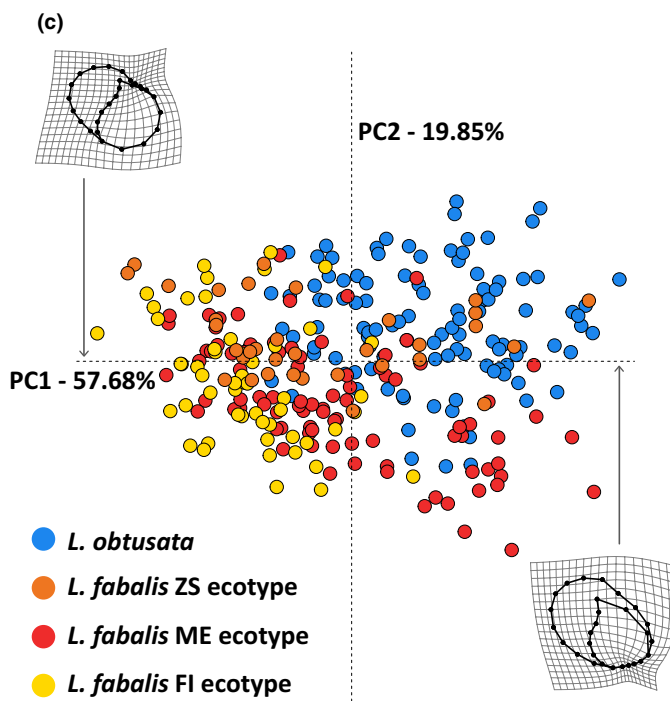 (c)
PC2 - 19.85%
PC1 - 57.68%
L. obtusata
L. fabalis ZS ecotype
L. fabalis ME ecotype
L. fabalis FI ecotype